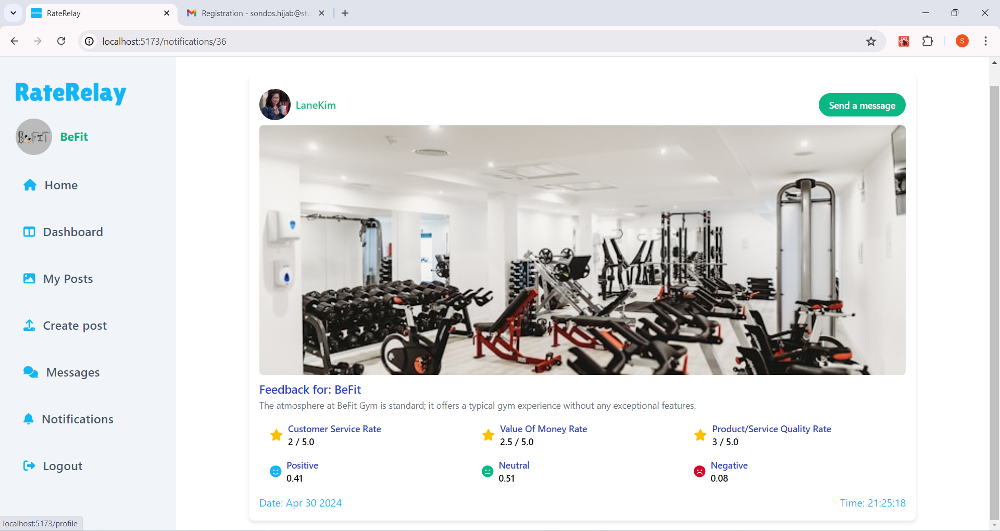 RateRelay
Registration - sondos.hijab@stu
localhost:5173/notifications/36
S
RateRelay
BeFiT
BeFit
Home
Dashboard
My Posts
Create post
Messages
Notifications
Logout
LaneKim
Send a message
Feedback for: BeFit
The atmosphere at BeFit Gym is standard; it offers a typical gym experience without any exceptional features.
Customer Service Rate
2 / 5.0
Value Of Money Rate
2.5 / 5.0
Product/Service Quality Rate
3 / 5.0
Positive
0.41
Neutral
0.51
Negative
0.08
Date: Apr 30 2024
Time: 21:25:18
localhost:5173/profile